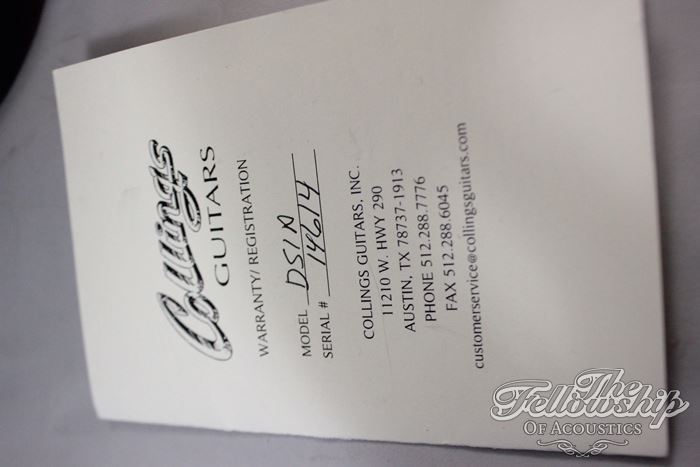 Collings
GUITARS
WARRANTY/ REGISTRATION
MODEL DS1A
SERIAL # 14614
COLLINGS GUITARS, INC.
11210 W. HWY 290
AUSTIN, TX 78737-1913
PHONE 512.288.7776
FAX 512.288.6045
customerservice@collingsguitars.com
The
Fellowship
OF ACOUSTICS